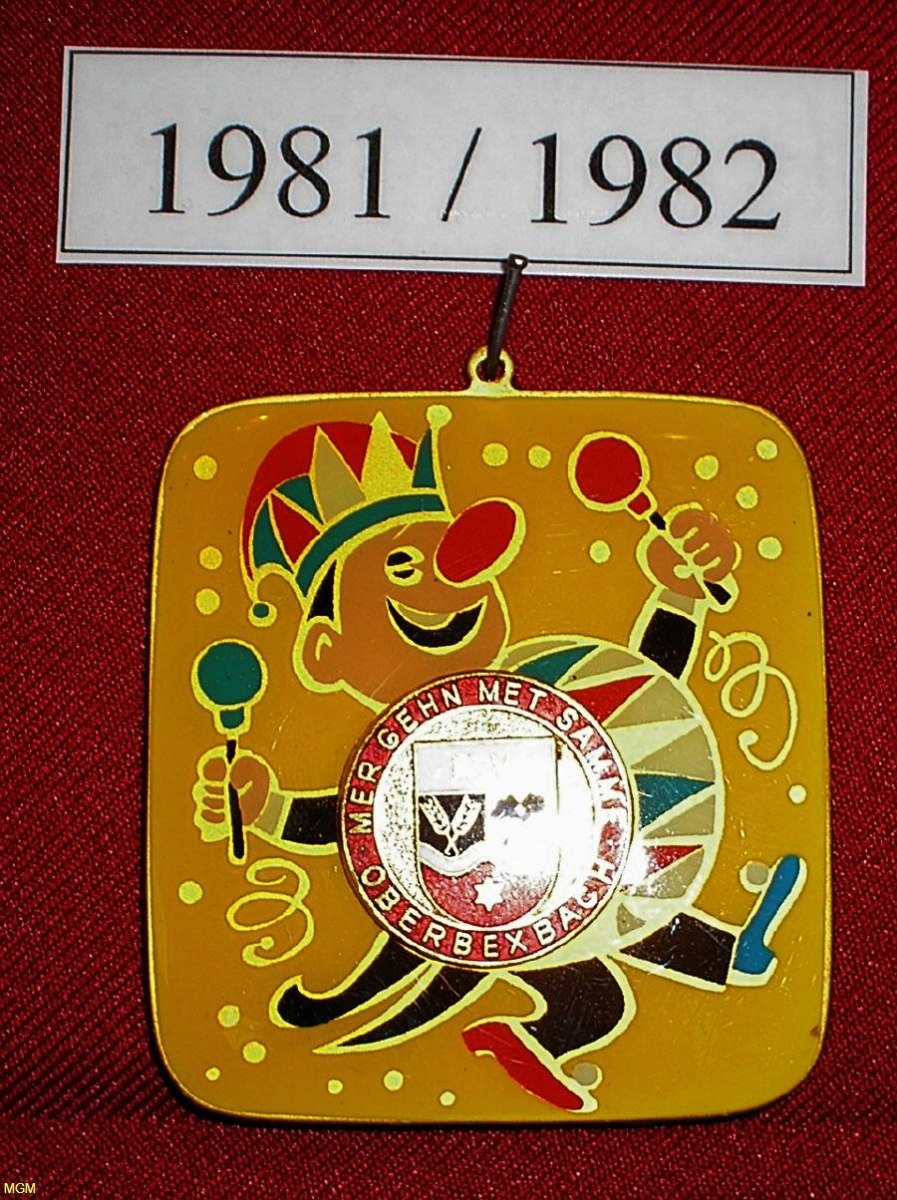 1981 / 1982
MER GEHN MET SAMME
OBERBEXBACH
MGM